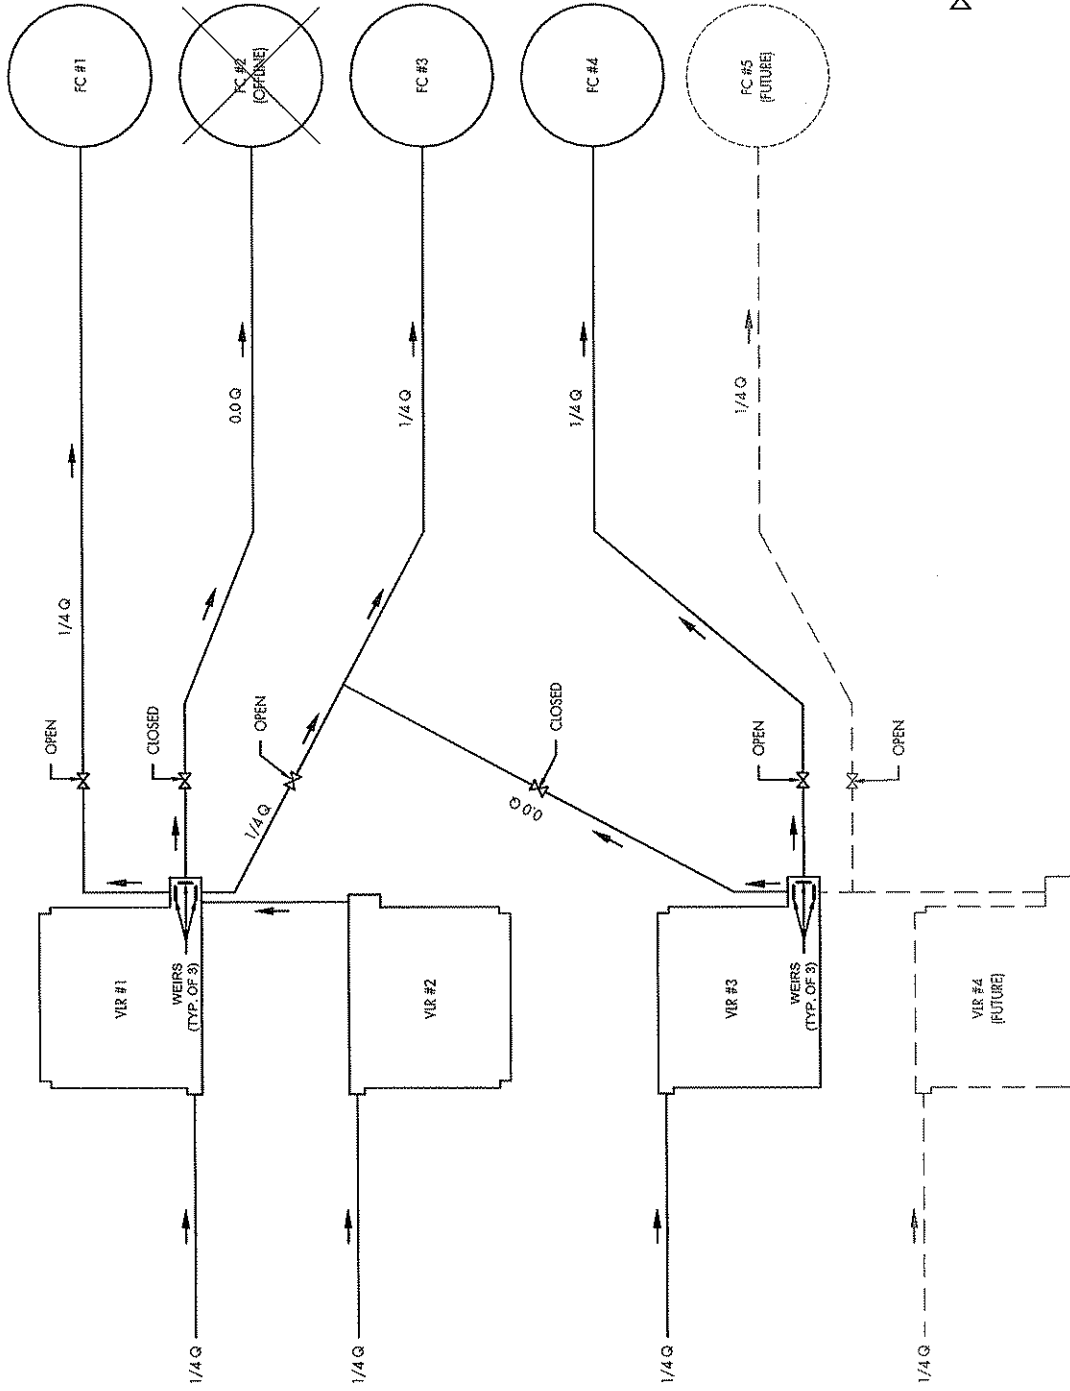 FC #1
FC #2
(OFFLINE)
FC #3
FC #4
FC #5
(FUTURE)
1/4 Q
0.0 Q
1/4 Q
1/4 Q
1/4 Q
OPEN
CLOSED
OPEN
CLOSED
OPEN
OPEN
1/4 Q
0.0 Q
VLR #1
WEIRS
(TYP. OF 3)
VLR #2
VLR #3
WEIRS
(TYP. OF 3)
VLR #4
(FUTURE)
1/4 Q
1/4 Q
1/4 Q
1/4 Q